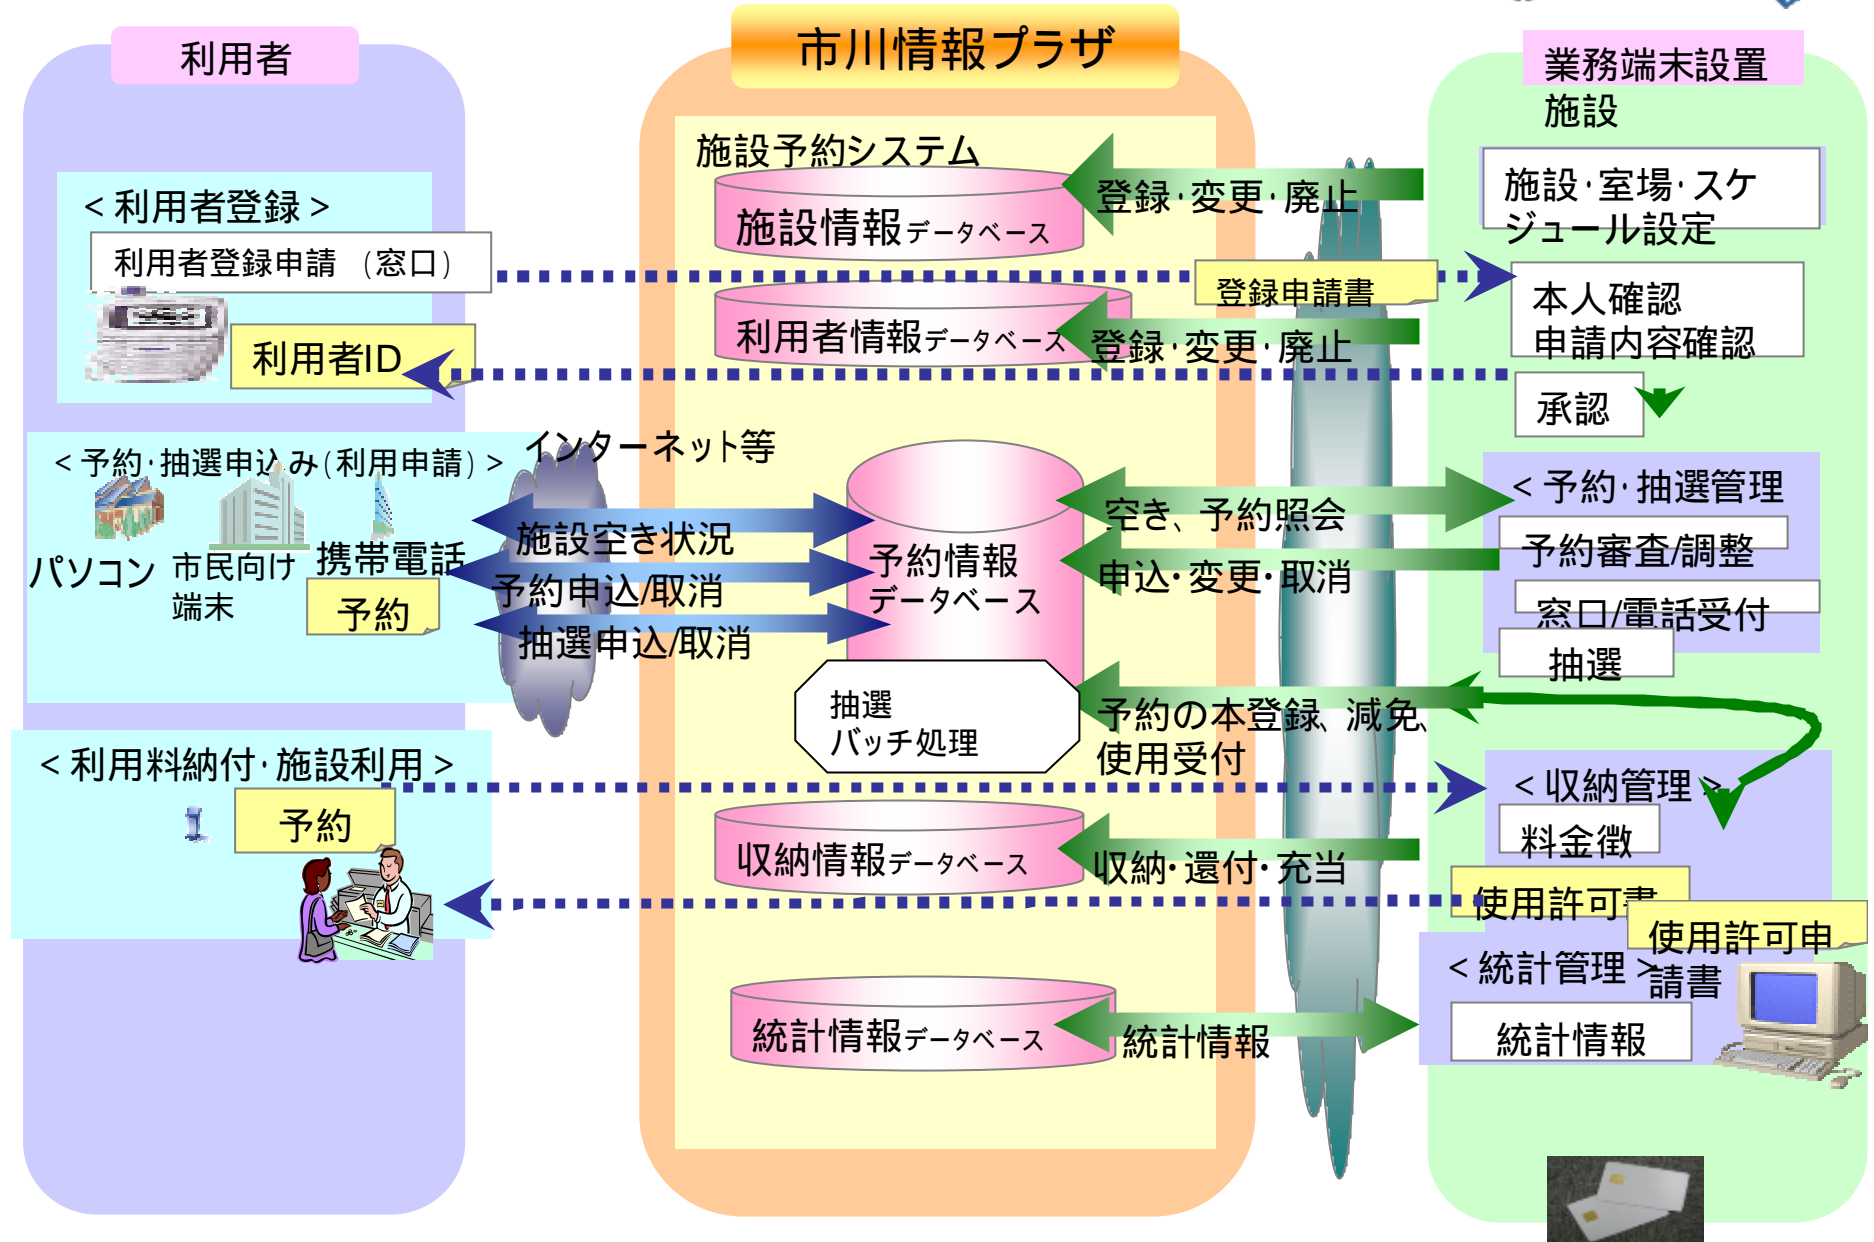 利用者
<利用者登録>
利用者登録申請 (窓口)
利用者ID
<予約・抽選申込み(利用申請)>
パソコン
市民向け
端末
携帯電話
予約
<利用料納付・施設利用>
予約
インターネット等
施設空き状況
予約申込/取消
抽選申込/取消
市川情報プラザ
施設予約システム
施設情報データベース
利用者情報データベース
予約情報
データベース
抽選
バッチ処理
収納情報データベース
統計情報データベース
登録・変更・廃止
登録申請書
登録・変更・廃止
空き、予約照会
申込・変更・取消
予約の本登録、減免、
使用受付
収納・還付・充当
統計情報
業務端末設置
施設
施設・室場・スケ
ジュール設定
本人確認
申請内容確認
承認
<予約・抽選管理
予約審査/調整
窓口/電話受付
抽選
<収納管理>
料金徴
使用許可書
使用許可申
請書
<統計管理>
統計情報